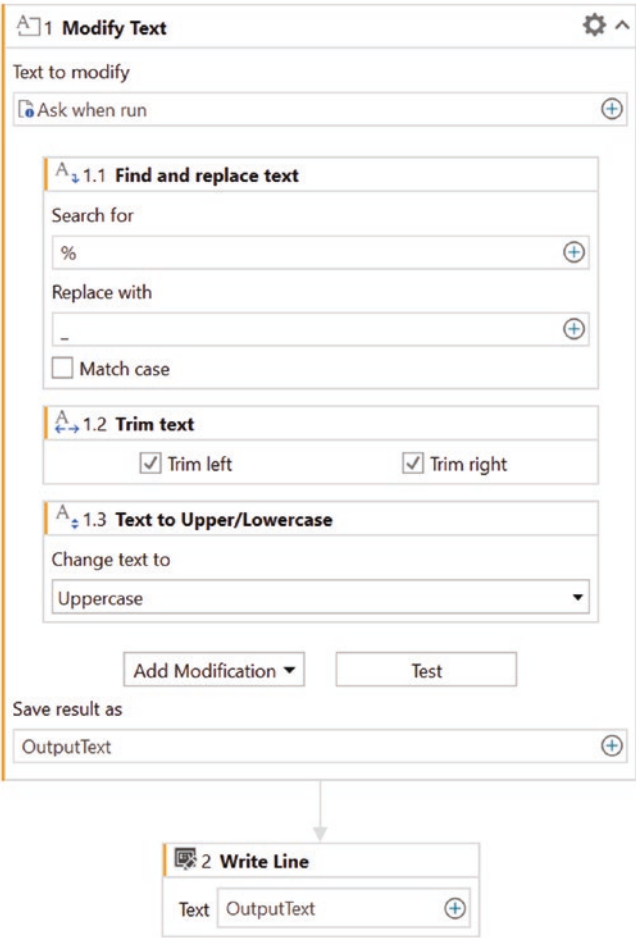 1 Modify Text
Text to modify
Ask when run
1.1 Find and replace text
Search for
%
Replace with
_
Match case
1.2 Trim text
Trim left Trim right
1.3 Text to Upper/Lowercase
Change text to
Uppercase
Add Modification Test
Save result as
OutputText
2 Write Line
Text OutputText